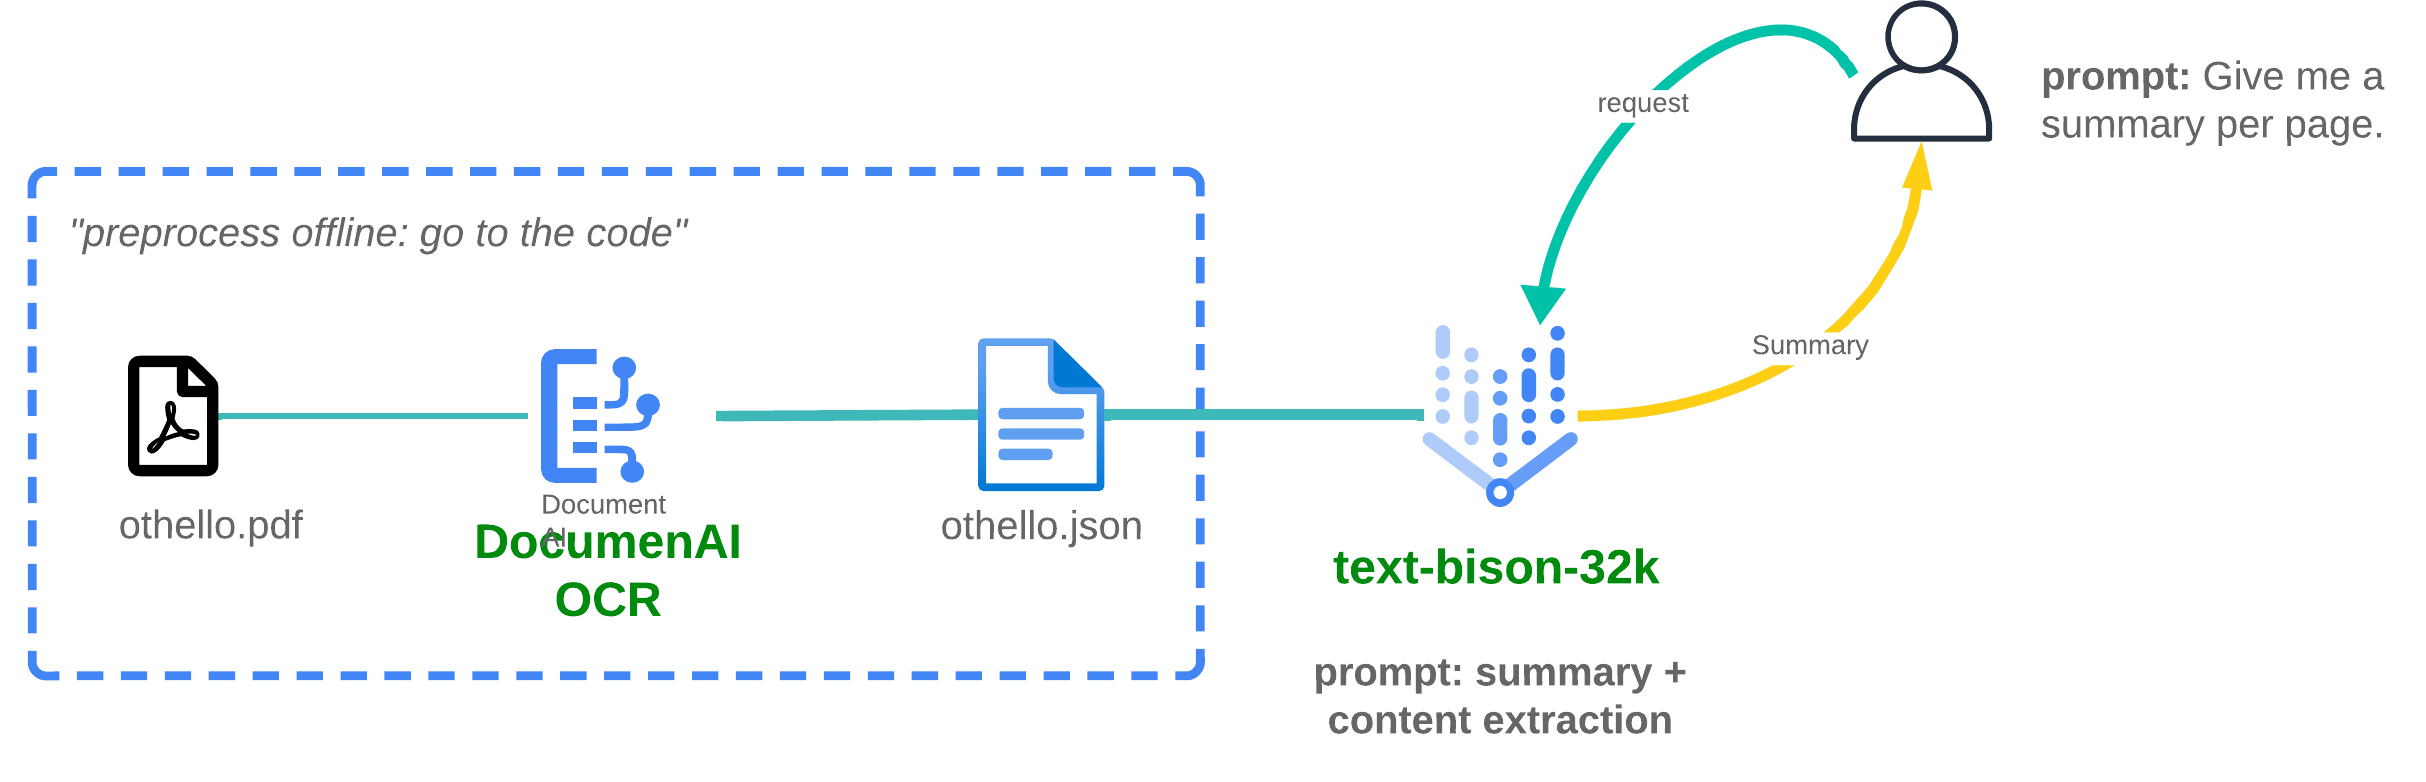 prompt: Give me a
summary per page.
request
"preprocess offline: go to the code"
Summary
othello.pdf
Document
AI
DocumenAI
OCR
othello.json
text-bison-32k
prompt: summary +
content extraction